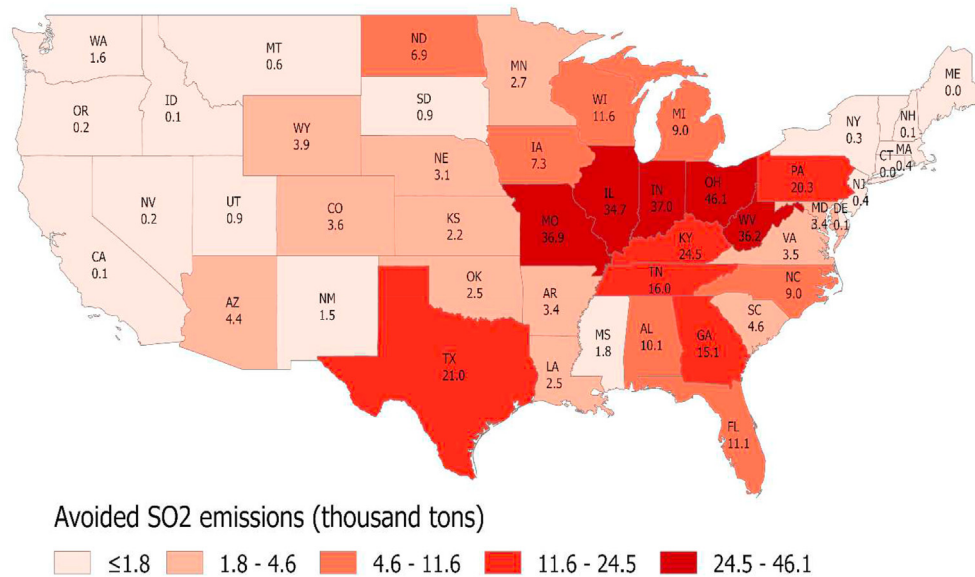 WA
1.6
MT
0.6
ND
6.9
MN
2.7
ME
0.0
OR
0.2
ID
0.1
SD
0.9
WI
11.6
MI
9.0
NY
0.3
NH
0.1
MA
0.4
CT
0.0
WY
3.9
IA
7.3
NE
3.1
PA
20.3
NJ
0.4
NV
0.2
UT
0.9
CO
3.6
KS
2.2
MO
36.9
IL
34.7
IN
37.0
OH
46.1
WV
36.2
MD
3.4
DE
0.1
KY
24.5
VA
3.5
CA
0.1
AZ
4.4
NM
1.5
OK
2.5
AR
3.4
TN
16.0
NC
9.0
SC
4.6
MS
1.8
AL
10.1
GA
15.1
TX
21.0
LA
2.5
FL
11.1
Avoided SO2 emissions (thousand tons)
≤1.8
1.8 - 4.6
4.6 - 11.6
11.6 - 24.5
24.5 - 46.1